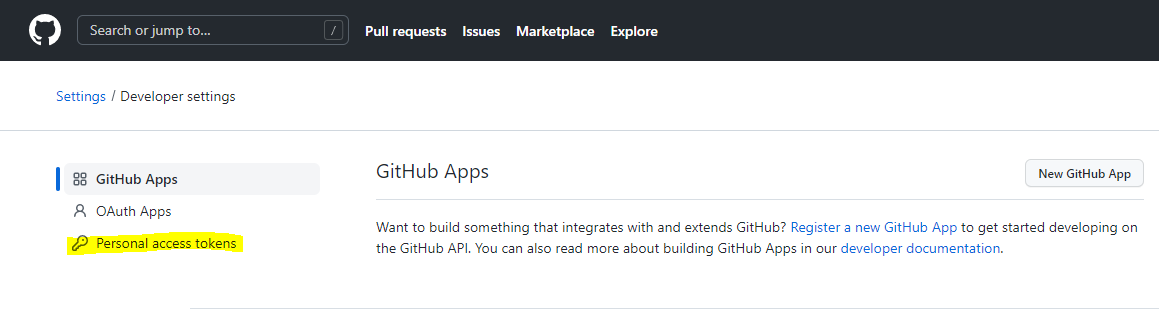 Search or jump to... /
Pull requests Issues Marketplace Explore
Settings / Developer settings
GitHub Apps
OAuth Apps
Personal access tokens
GitHub Apps
New GitHub App
Want to build something that integrates with and extends GitHub? Register a new GitHub App to get started developing on
the GitHub API. You can also read more about building GitHub Apps in our developer documentation.